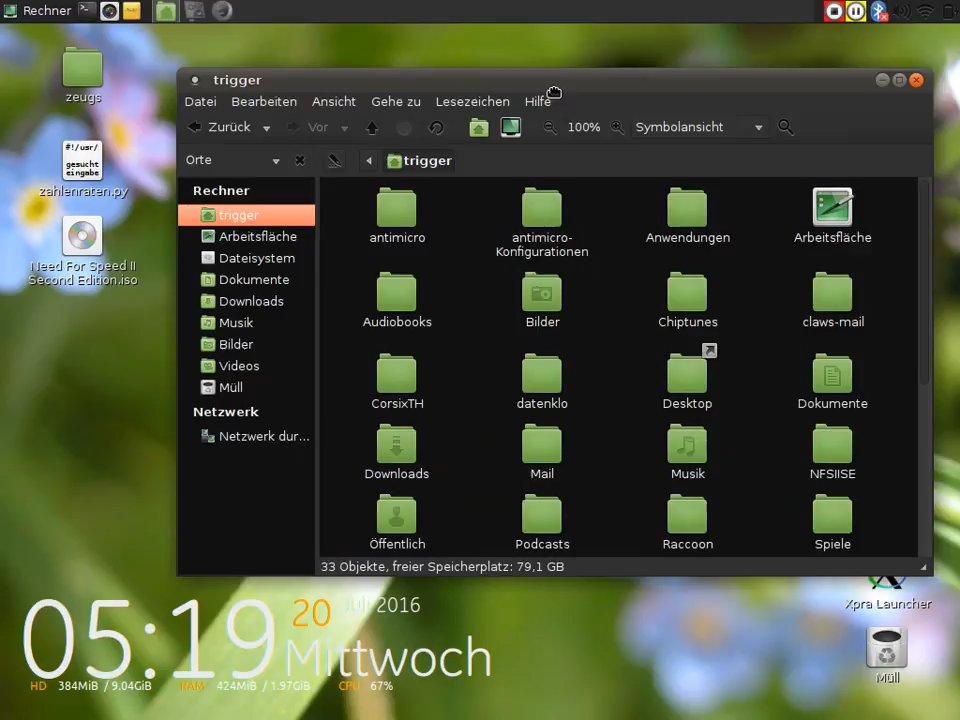 Rechner
zeugs
#!/usr/
gesucht
eingabe
zahlenraten.py
Need For Speed II
Second Edition.iso
trigger
Datei Bearbeiten Ansicht Gehe zu Lesezeichen Hilfe
Zurück Vor 100% Symbolansicht
Orte trigger
Rechner
trigger
Arbeitsfläche
Dateisystem
Dokumente
Downloads
Musik
Bilder
Videos
Müll
Netzwerk
Netzwerk dur...
antimicro
antimicro-
Konfigurationen
Anwendungen
Arbeitsfläche
Audiobooks
Bilder
Chiptunes
claws-mail
CorsixTH
datenklo
Desktop
Dokumente
Downloads
Mail
Musik
NFSIISE
Öffentlich
Podcasts
Raccoon
Spiele
33 Objekte, freier Speicherplatz: 79,1 GB
Xpra Launcher
Müll
05:19 20 Juli 2016
Mittwoch
HD 384MiB / 9.04GiB RAM 424MiB / 1.97GiB CPU 67%